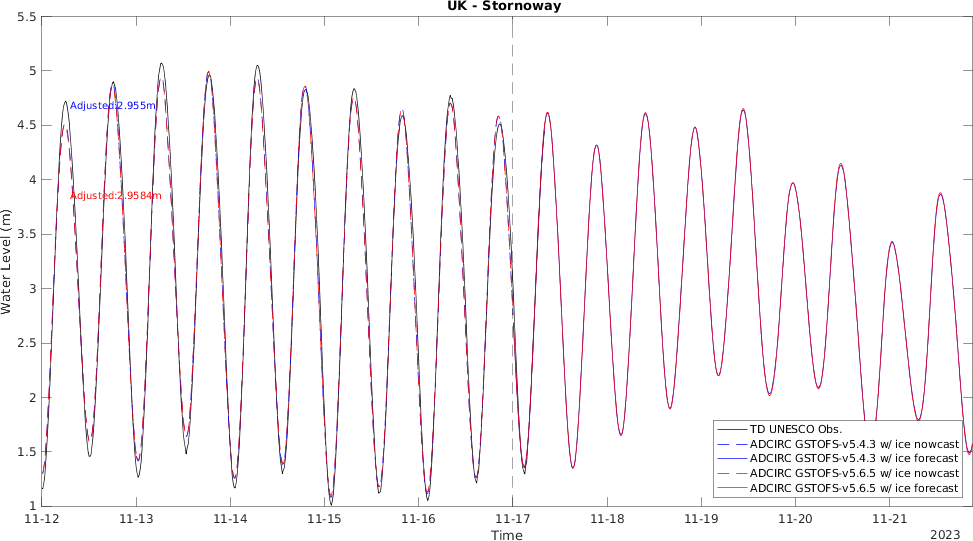 UK - Stornoway
5.5
5
4.5
4
3.5
3
2.5
2
1.5
1
Water Level (m)
Adjusted:2.955m
Adjusted:2.9584m
TD UNESCO Obs.
ADCIRC GSTOFS-v5.4.3 w/ ice nowcast
ADCIRC GSTOFS-v5.4.3 w/ ice forecast
ADCIRC GSTOFS-v5.6.5 w/ ice nowcast
ADCIRC GSTOFS-v5.6.5 w/ ice forecast
11-12 11-13 11-14 11-15 11-16 11-17 11-18 11-19 11-20 11-21
Time
2023